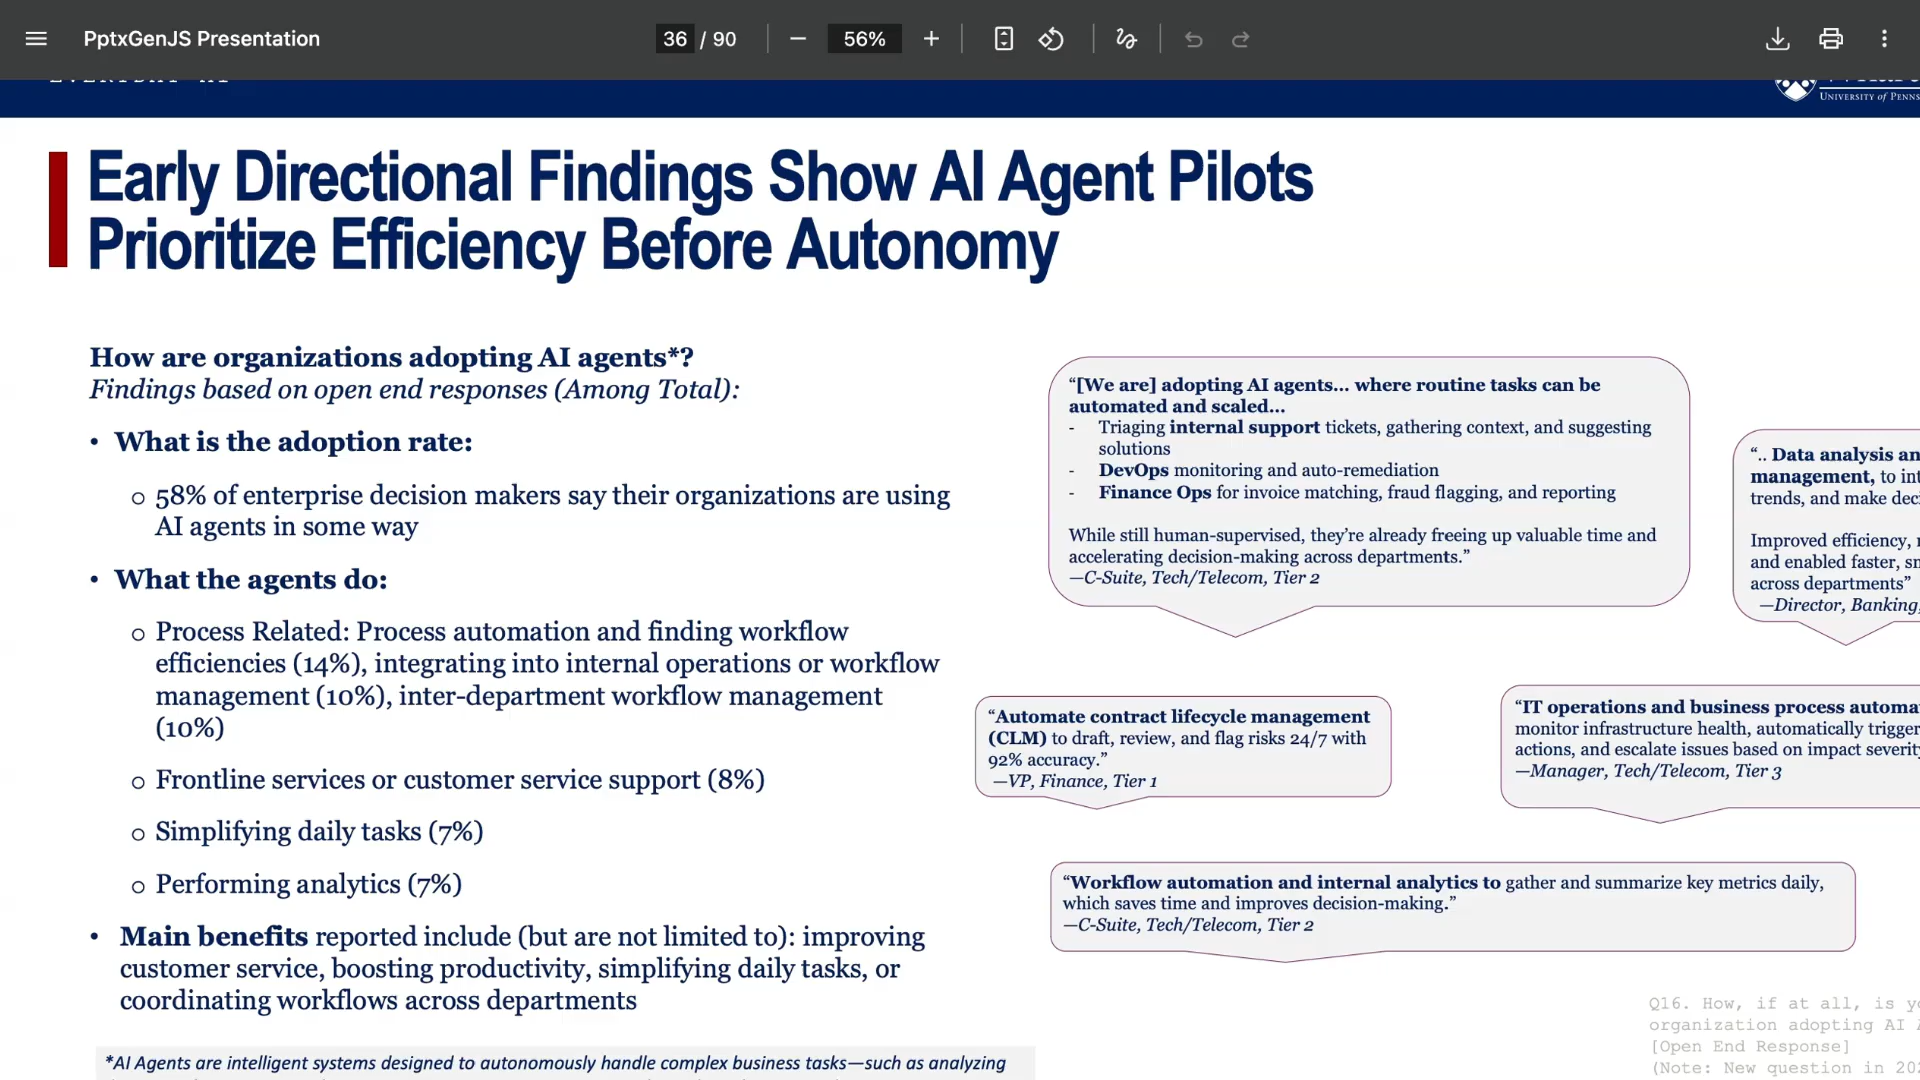 PptxGenJS Presentation
36 / 90
56%
University of Penns
Early Directional Findings Show AI Agent Pilots
Prioritize Efficiency Before Autonomy
How are organizations adopting AI agents*?
Findings based on open end responses (Among Total):
• What is the adoption rate:
o 58% of enterprise decision makers say their organizations are using
AI agents in some way
• What the agents do:
o Process Related: Process automation and finding workflow
efficiencies (14%), integrating into internal operations or workflow
management (10%), inter-department workflow management
(10%)
o Frontline services or customer service support (8%)
o Simplifying daily tasks (7%)
o Performing analytics (7%)
• Main benefits reported include (but are not limited to): improving
customer service, boosting productivity, simplifying daily tasks, or
coordinating workflows across departments
*AI Agents are intelligent systems designed to autonomously handle complex business tasks—such as analyzing
“[We are] adopting AI agents... where routine tasks can be
automated and scaled...
- Triaging internal support tickets, gathering context, and suggesting
solutions
- DevOps monitoring and auto-remediation
- Finance Ops for invoice matching, fraud flagging, and reporting
While still human-supervised, they’re already freeing up valuable time and
accelerating decision-making across departments.”
—C-Suite, Tech/Telecom, Tier 2
“.. Data analysis an
management, to int
trends, and make deci
Improved efficiency,
and enabled faster, sm
across departments”
—Director, Banking,
“Automate contract lifecycle management
(CLM) to draft, review, and flag risks 24/7 with
92% accuracy.”
—VP, Finance, Tier 1
“IT operations and business process automa
monitor infrastructure health, automatically trigger
actions, and escalate issues based on impact severity
—Manager, Tech/Telecom, Tier 3
“Workflow automation and internal analytics to gather and summarize key metrics daily,
which saves time and improves decision-making.”
—C-Suite, Tech/Telecom, Tier 2
Q16. How, if at all, is yo
organization adopting AI
[Open End Response]
(Note: New question in 202